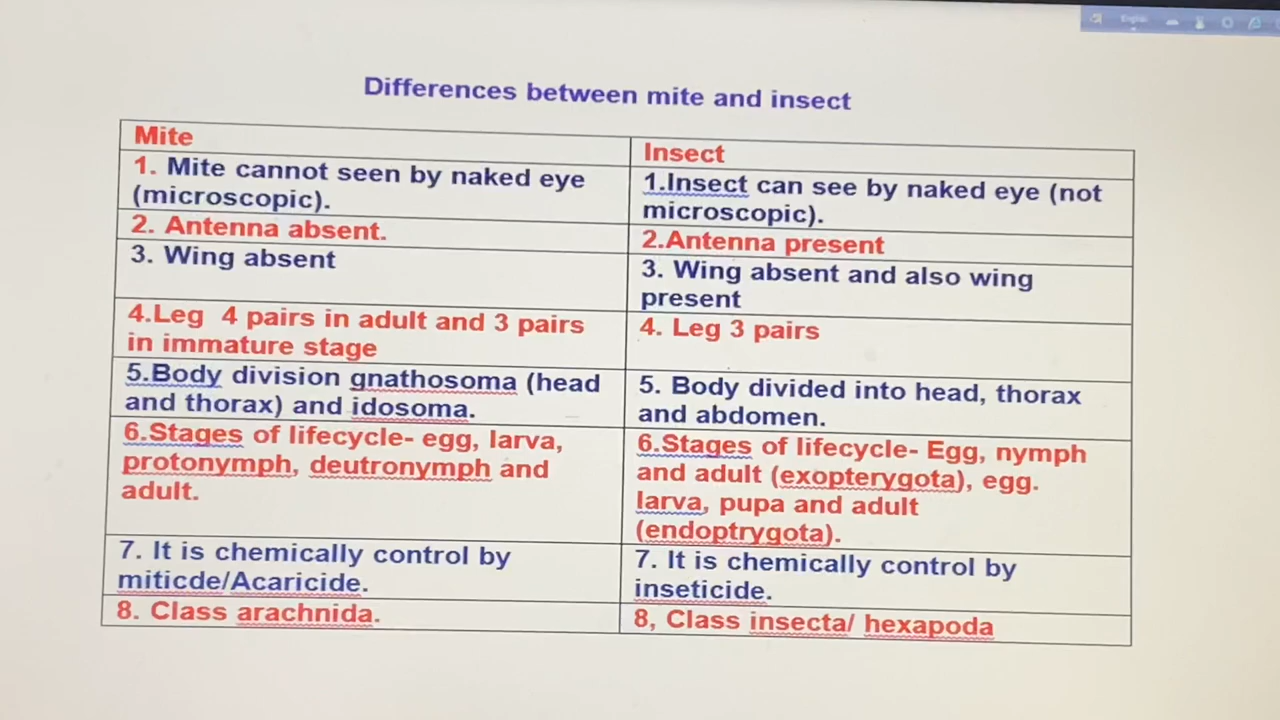 Differences between mite and insect
Mite
Insect
1. Mite cannot seen by naked eye
(microscopic).
1.Insect can see by naked eye (not
microscopic).
2. Antenna absent.
2.Antenna present
3. Wing absent
3. Wing absent and also wing
present
4.Leg 4 pairs in adult and 3 pairs
in immature stage
4. Leg 3 pairs
5.Body division gnathosoma (head
and thorax) and idosoma.
5. Body divided into head, thorax
and abdomen.
6.Stages of lifecycle- egg, larva,
protonymph, deutronymph and
adult.
6.Stages of lifecycle- Egg, nymph
and adult (exopterygota), egg.
larva, pupa and adult
(endoptrygota).
7. It is chemically control by
miticde/Acaricide.
7. It is chemically control by
inseticide.
8. Class arachnida.
8, Class insecta/ hexapoda
English